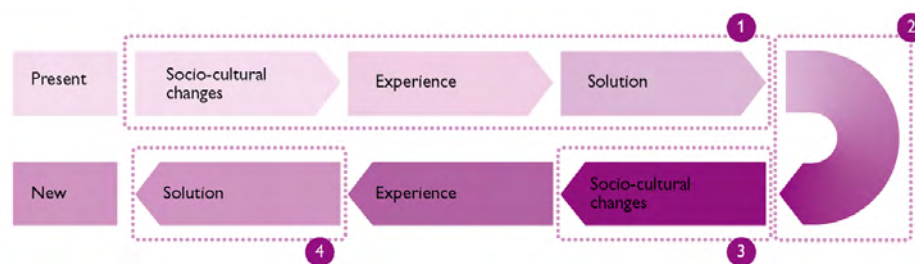 1
2
Present
Socio-cultural
changes
Experience
Solution
New
Solution
Experience
Socio-cultural
changes
4
3